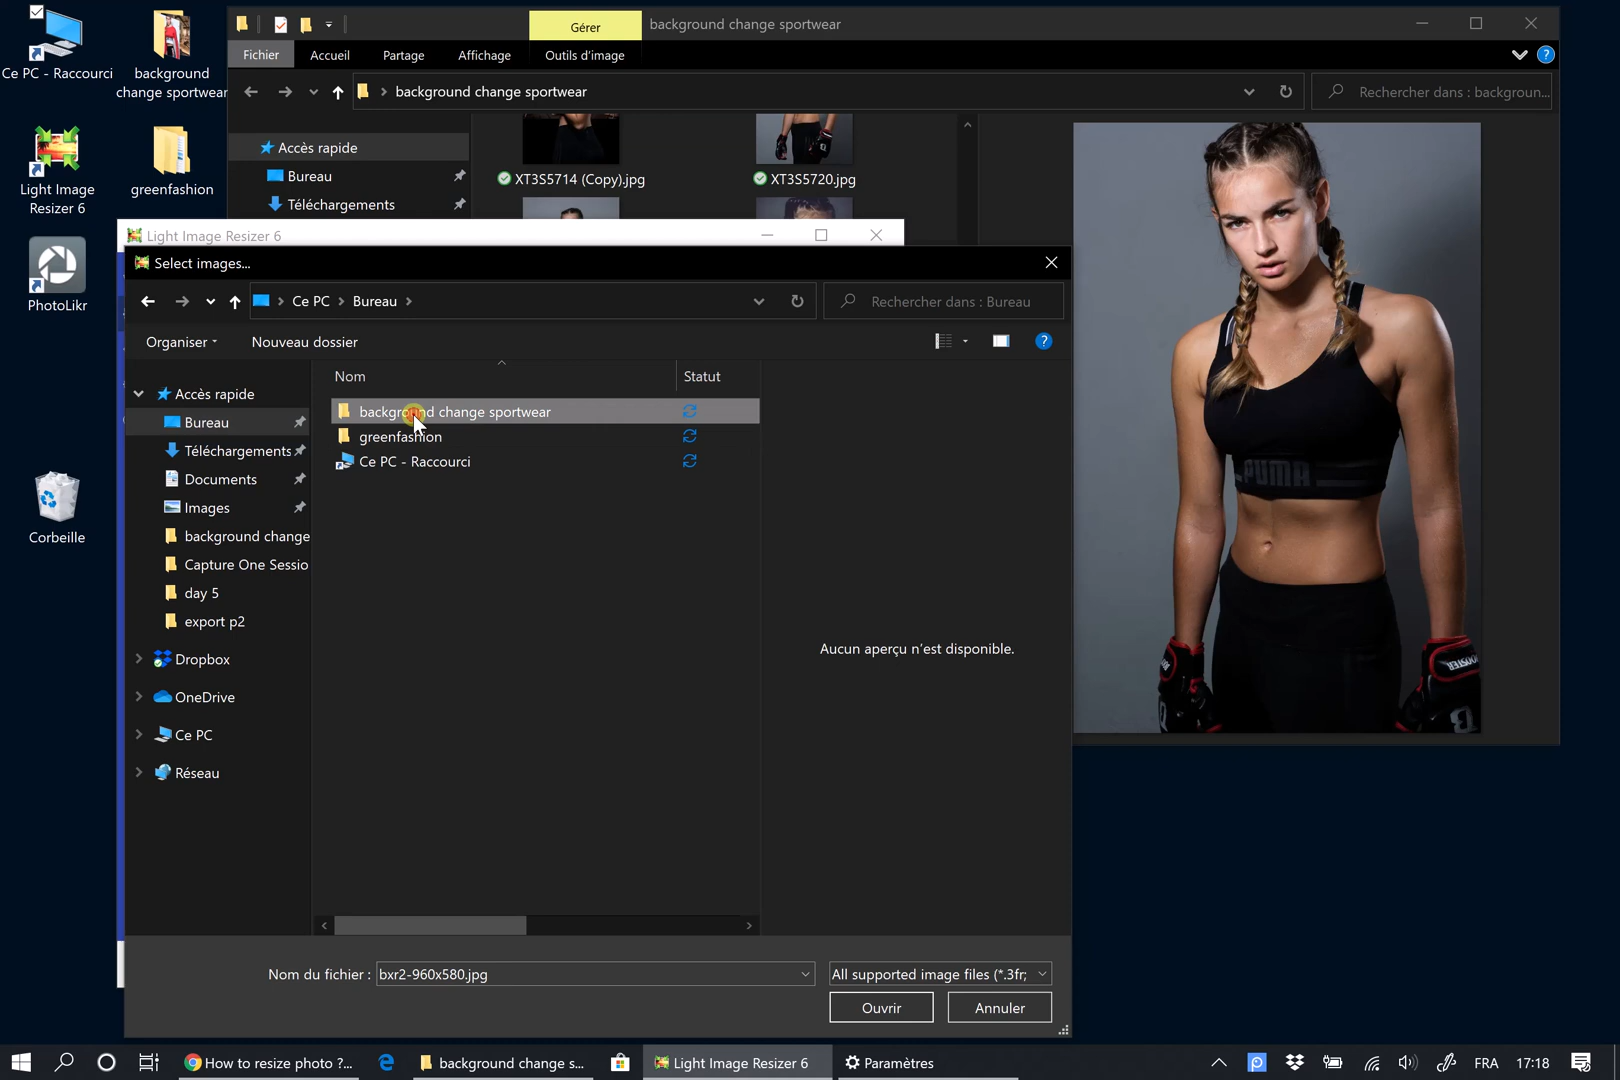 Ce PC - Raccourci
background
change sportwear
Light Image
Resizer 6
greenfashion
PhotoLikr
Corbeille
Gérer
background change sportwear
Fichier
Accueil
Partage
Affichage
Outils d'image
background change sportwear
Rechercher dans : backgroun...
Accès rapide
Bureau
Téléchargements
XT3S5714 (Copy).jpg
XT3S5720.jpg
PUMA
Light Image Resizer 6
Select images...
Ce PC
Bureau
Rechercher dans : Bureau
Organiser
Nouveau dossier
Nom
Statut
Accès rapide
Bureau
Téléchargements
Documents
Images
background change
Capture One Sessio
day 5
export p2
Dropbox
OneDrive
Ce PC
Réseau
background change sportwear
greenfashion
Ce PC - Raccourci
Aucun aperçu n'est disponible.
Nom du fichier :
bxr2-960x580.jpg
All supported image files (*.3fr;
Ouvrir
Annuler
How to resize photo ?...
background change s...
Light Image Resizer 6
Paramètres
FRA
17:18